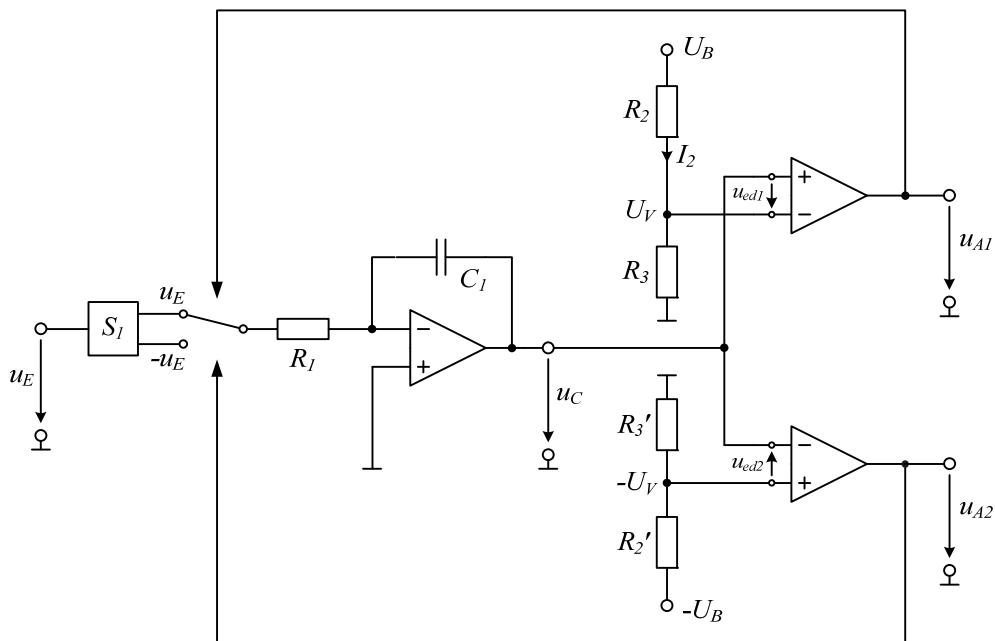 U_B
R_2
I_2
+
u_ed1
U_V
−
u_A1
R_3
C_1
u_E
S_1
−
R_1
-u_E
+
u_E
u_C
R_3′
−
u_ed2
-U_V
+
u_A2
R_2′
-U_B